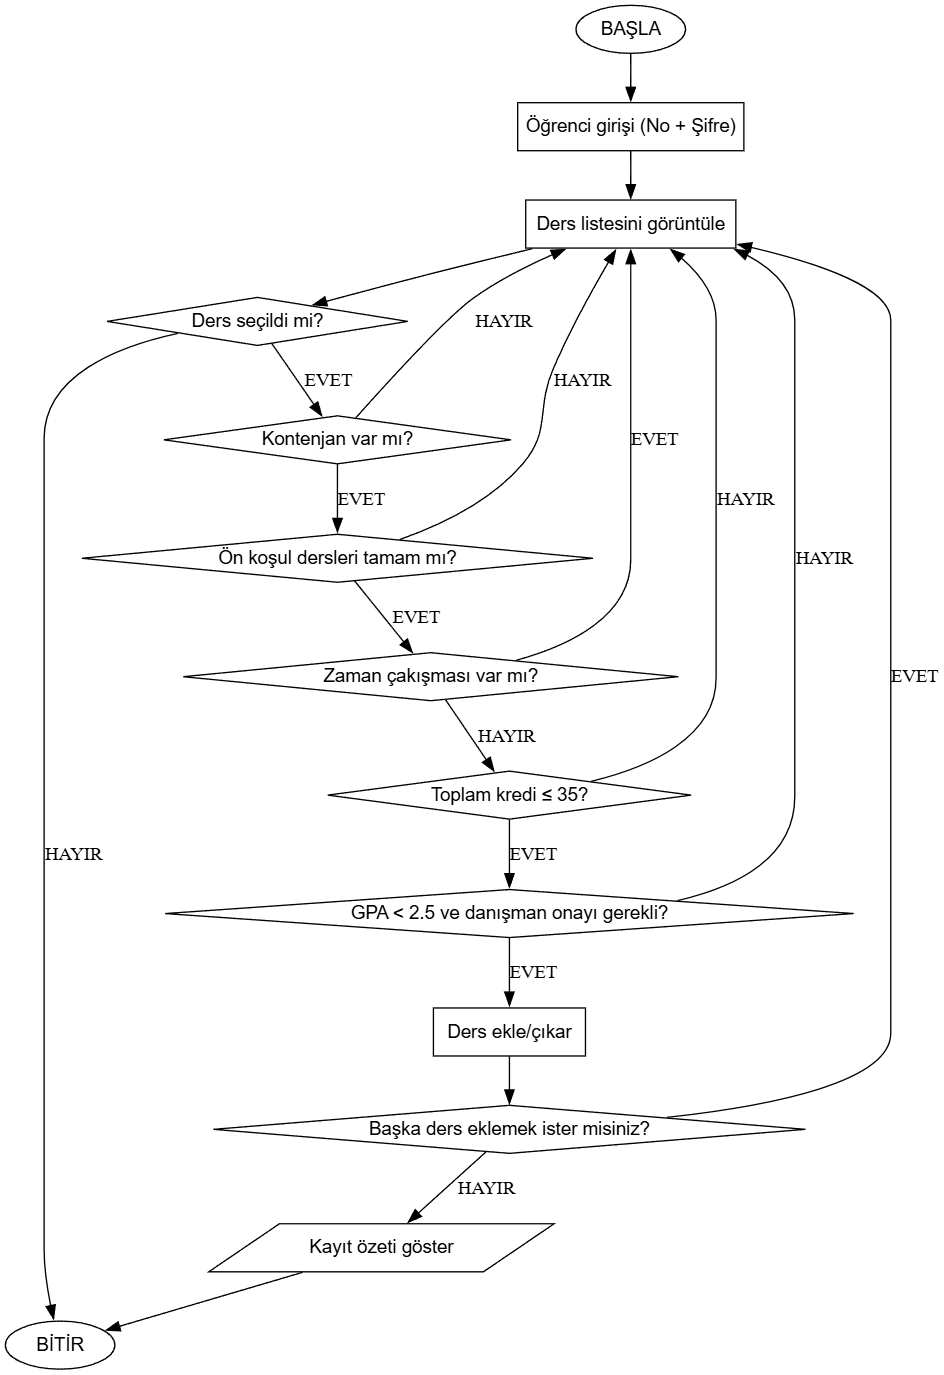 BAŞLA
Öğrenci girişi (No + Şifre)
Ders listesini görüntüle
Ders seçildi mi?
HAYIR
EVET
HAYIR
Kontenjan var mı?
EVET
EVET
HAYIR
Ön koşul dersleri tamam mı?
HAYIR
EVET
Zaman çakışması var mı?
EVET
HAYIR
Toplam kredi ≤ 35?
HAYIR
EVET
GPA < 2.5 ve danışman onayı gerekli?
EVET
Ders ekle/çıkar
Başka ders eklemek ister misiniz?
HAYIR
Kayıt özeti göster
BİTİR